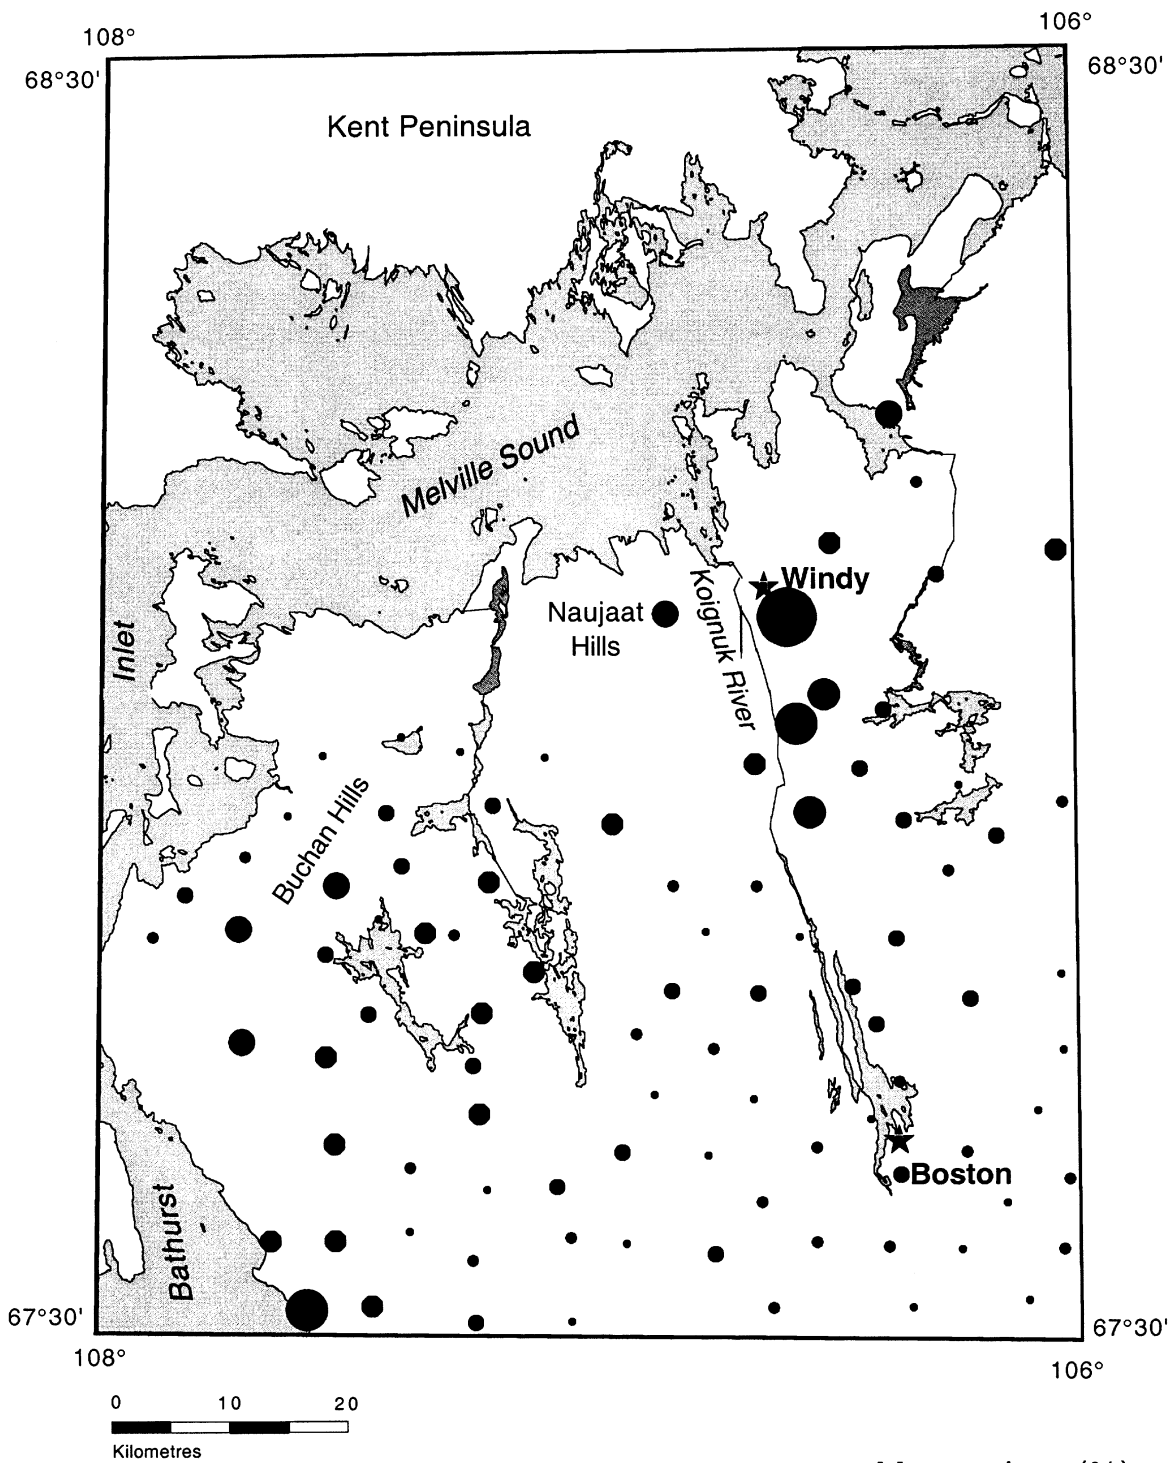 108°
106°
68°30'
68°30'
Kent Peninsula
Melville Sound
Windy
Naujaat
Hills
Koignuk River
Inlet
Buchan Hills
Boston
Bathurst
67°30'
67°30'
108°
106°
0 10 20
Kilometres